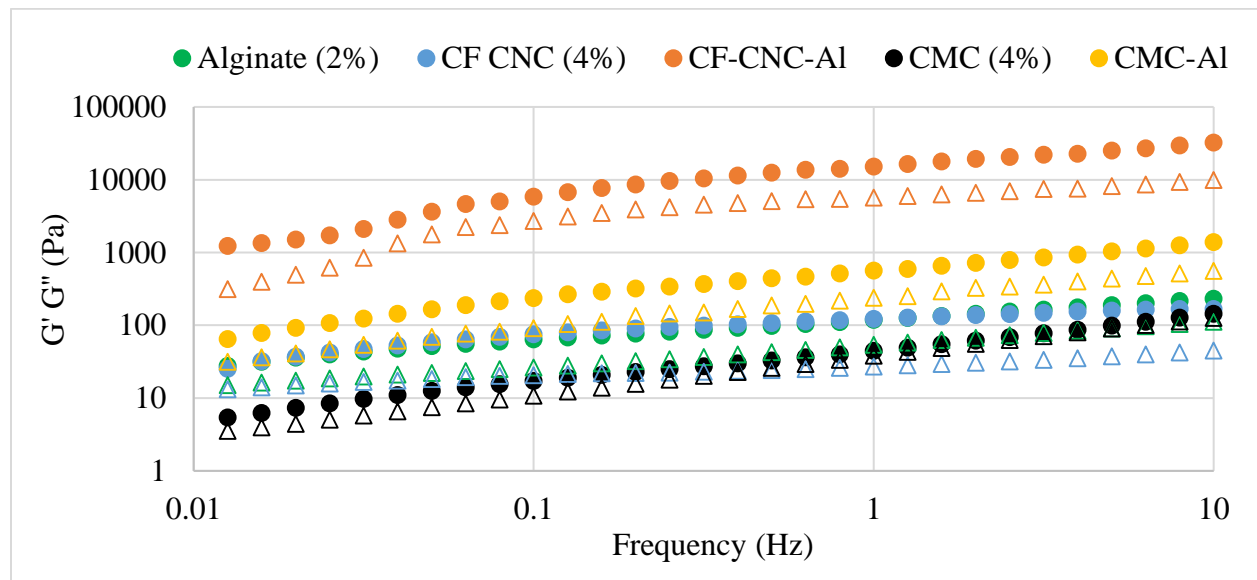 Alginate (2%) CF CNC (4%) CF-CNC-Al CMC (4%) CMC-Al
100000
10000
1000
100
10
1
G' G" (Pa)
0.01 0.1 1 10
Frequency (Hz)